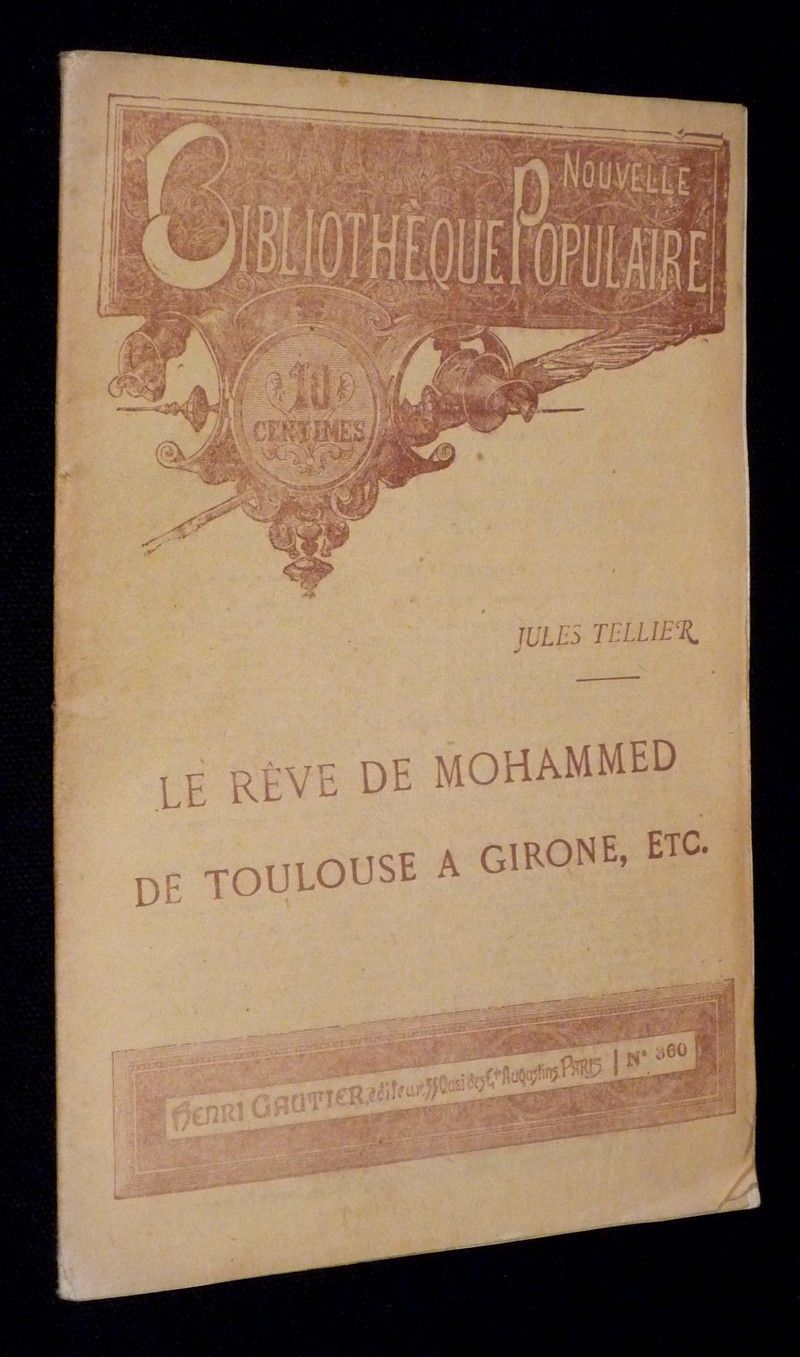 NOUVELLE
BIBLIOTHÈQUE POPULAIRE
10
CENTIMES
JULES TELLIER
LE RÊVE DE MOHAMMED
DE TOULOUSE A GIRONE, ETC.
HENRI GAUTIER, éditeur, 55 Quai des Gds Augustins, PARIS | N° 360